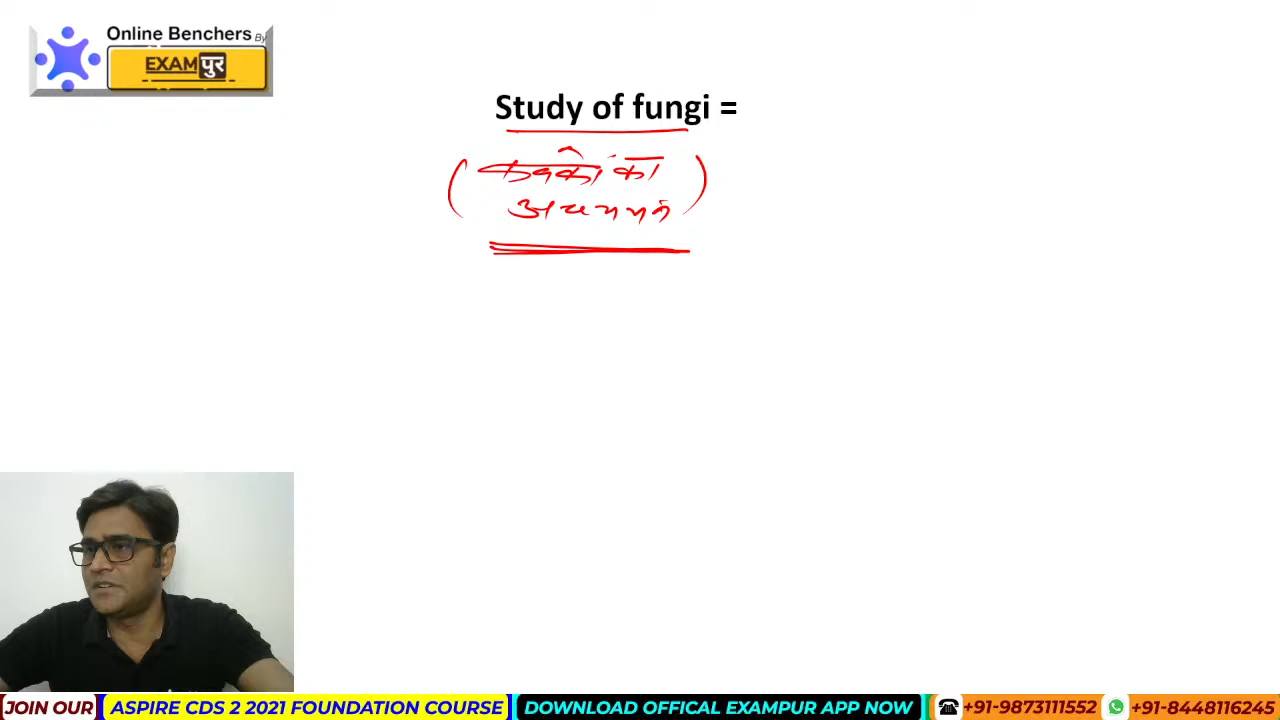 Online Benchers By
EXAMपुर
Study of fungi =
(कवकों का
अध्ययन)
JOIN OUR ASPIRE CDS 2 2021 FOUNDATION COURSE DOWNLOAD OFFICAL EXAMPUR APP NOW +91-9873111552 +91-8448116245